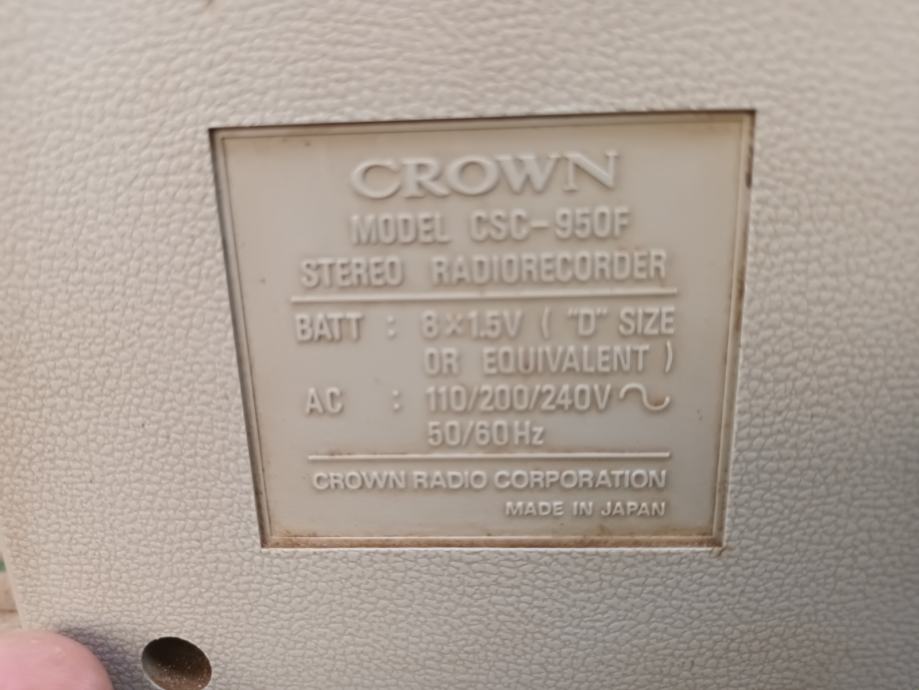 CROWN
MODEL CSC-950F
STEREO RADIORECORDER
BATT : 8×1.5V ( "D" SIZE
OR EQUIVALENT )
AC : 110/200/240V～
50/60Hz
CROWN RADIO CORPORATION
MADE IN JAPAN